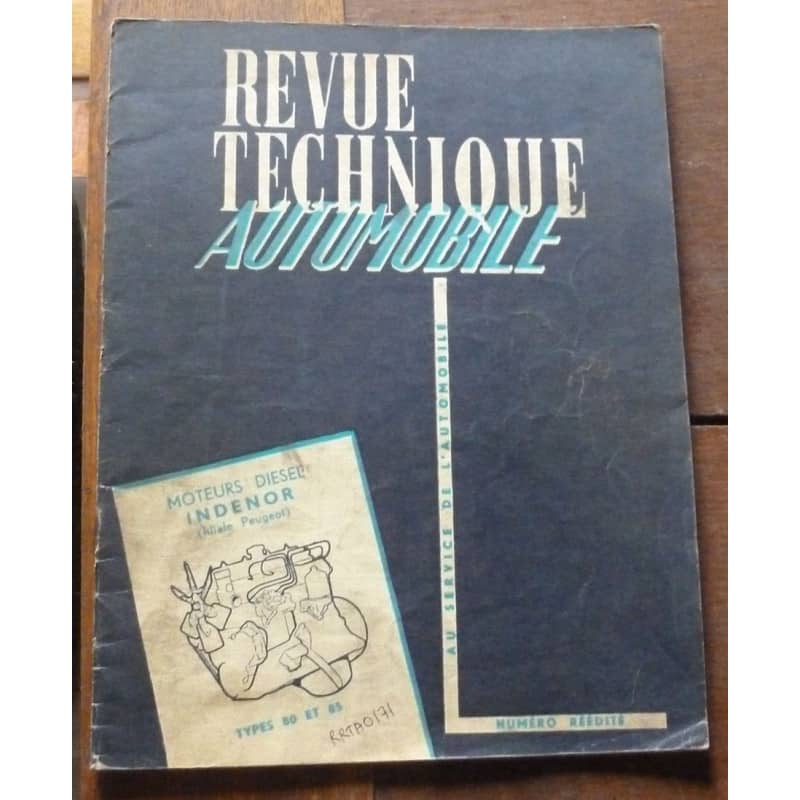 REVUE
TECHNIQUE
AUTOMOBILE
AU SERVICE DE L'AUTOMOBILE
MOTEURS DIESEL
INDENOR
(filiale Peugeot)
TYPES 80 ET 85
RRTA0171
NUMÉRO RÉÉDITÉ